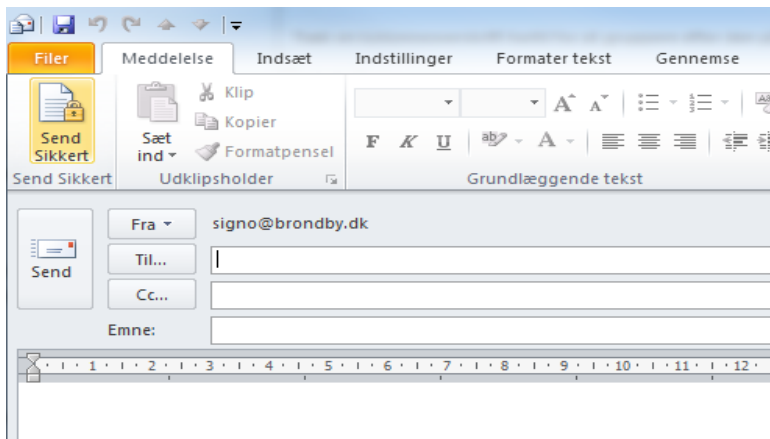 Filer Meddelelse Indsæt Indstillinger Formater tekst Gennemse
Send Sikkert
Sæt ind
Klip
Kopier
Formatpensel
F K U
Send Sikkert Udklipsholder Grundlæggende tekst
Send
Fra signo@brondby.dk
Til...
Cc...
Emne:
1 2 3 4 5 6 7 8 9 10 11 12